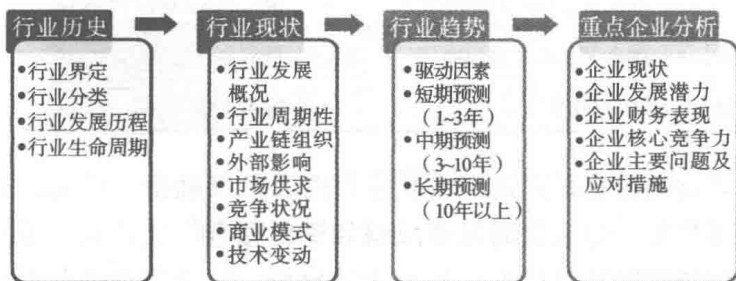 行业历史
•行业界定
•行业分类
•行业发展历程
•行业生命周期
行业现状
•行业发展
概况
•行业周期性
•产业链组织
•外部影响
•市场供求
•竞争状况
•商业模式
•技术变动
行业趋势
•驱动因素
•短期预测
（1~3年）
•中期预测
（3~10年）
•长期预测
（10年以上）
重点企业分析
•企业现状
•企业发展潜力
•企业财务表现
•企业核心竞争力
•企业主要问题及
应对措施